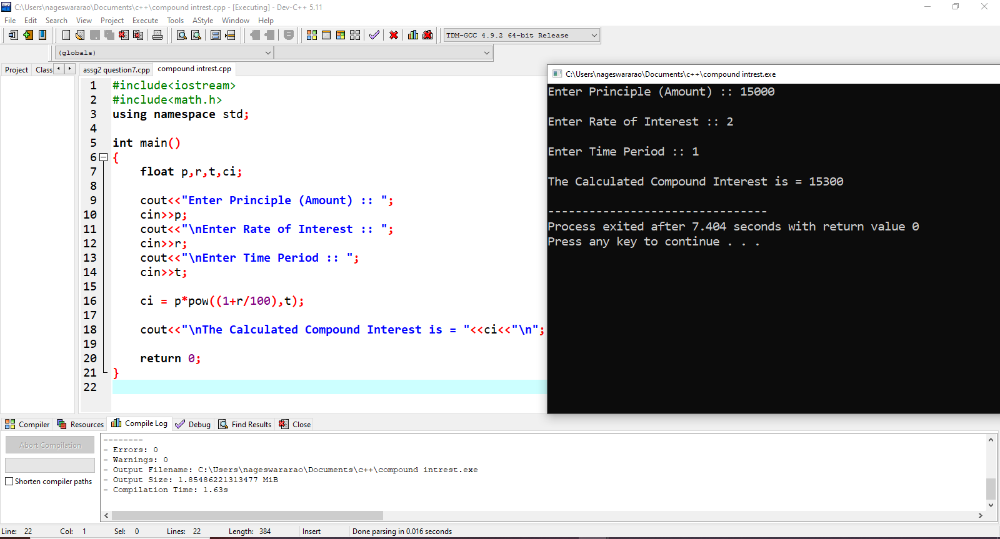 C:\Users\nageswararao\Documents\c++\compound intrest.cpp - [Executing] - Dev-C++ 5.11
File Edit Search View Project Execute Tools AStyle Window Help
TDM-GCC 4.9.2 64-bit Release
(globals)
Project Class
assg2 question7.cpp compound intrest.cpp
1 #include<iostream>
2 #include<math.h>
3 using namespace std;
4
5 int main()
6 {
7 float p,r,t,ci;
8
9 cout<<"Enter Principle (Amount) :: ";
10 cin>>p;
11 cout<<"\nEnter Rate of Interest :: ";
12 cin>>r;
13 cout<<"\nEnter Time Period :: ";
14 cin>>t;
15
16 ci = p*pow((1+r/100),t);
17
18 cout<<"\nThe Calculated Compound Interest is = "<<ci<<"\n";
19
20 return 0;
21 }
22
C:\Users\nageswararao\Documents\c++\compound intrest.exe
Enter Principle (Amount) :: 15000
Enter Rate of Interest :: 2
Enter Time Period :: 1
The Calculated Compound Interest is = 15300
--------------------------------
Process exited after 7.404 seconds with return value 0
Press any key to continue . . .
Compiler Resources Compile Log Debug Find Results Close
Abort Compilation
Shorten compiler paths
--------
- Errors: 0
- Warnings: 0
- Output Filename: C:\Users\nageswararao\Documents\c++\compound intrest.exe
- Output Size: 1.85486221313477 MiB
- Compilation Time: 1.63s
Line: 22 Col: 1 Sel: 0 Lines: 22 Length: 384 Insert Done parsing in 0.016 seconds